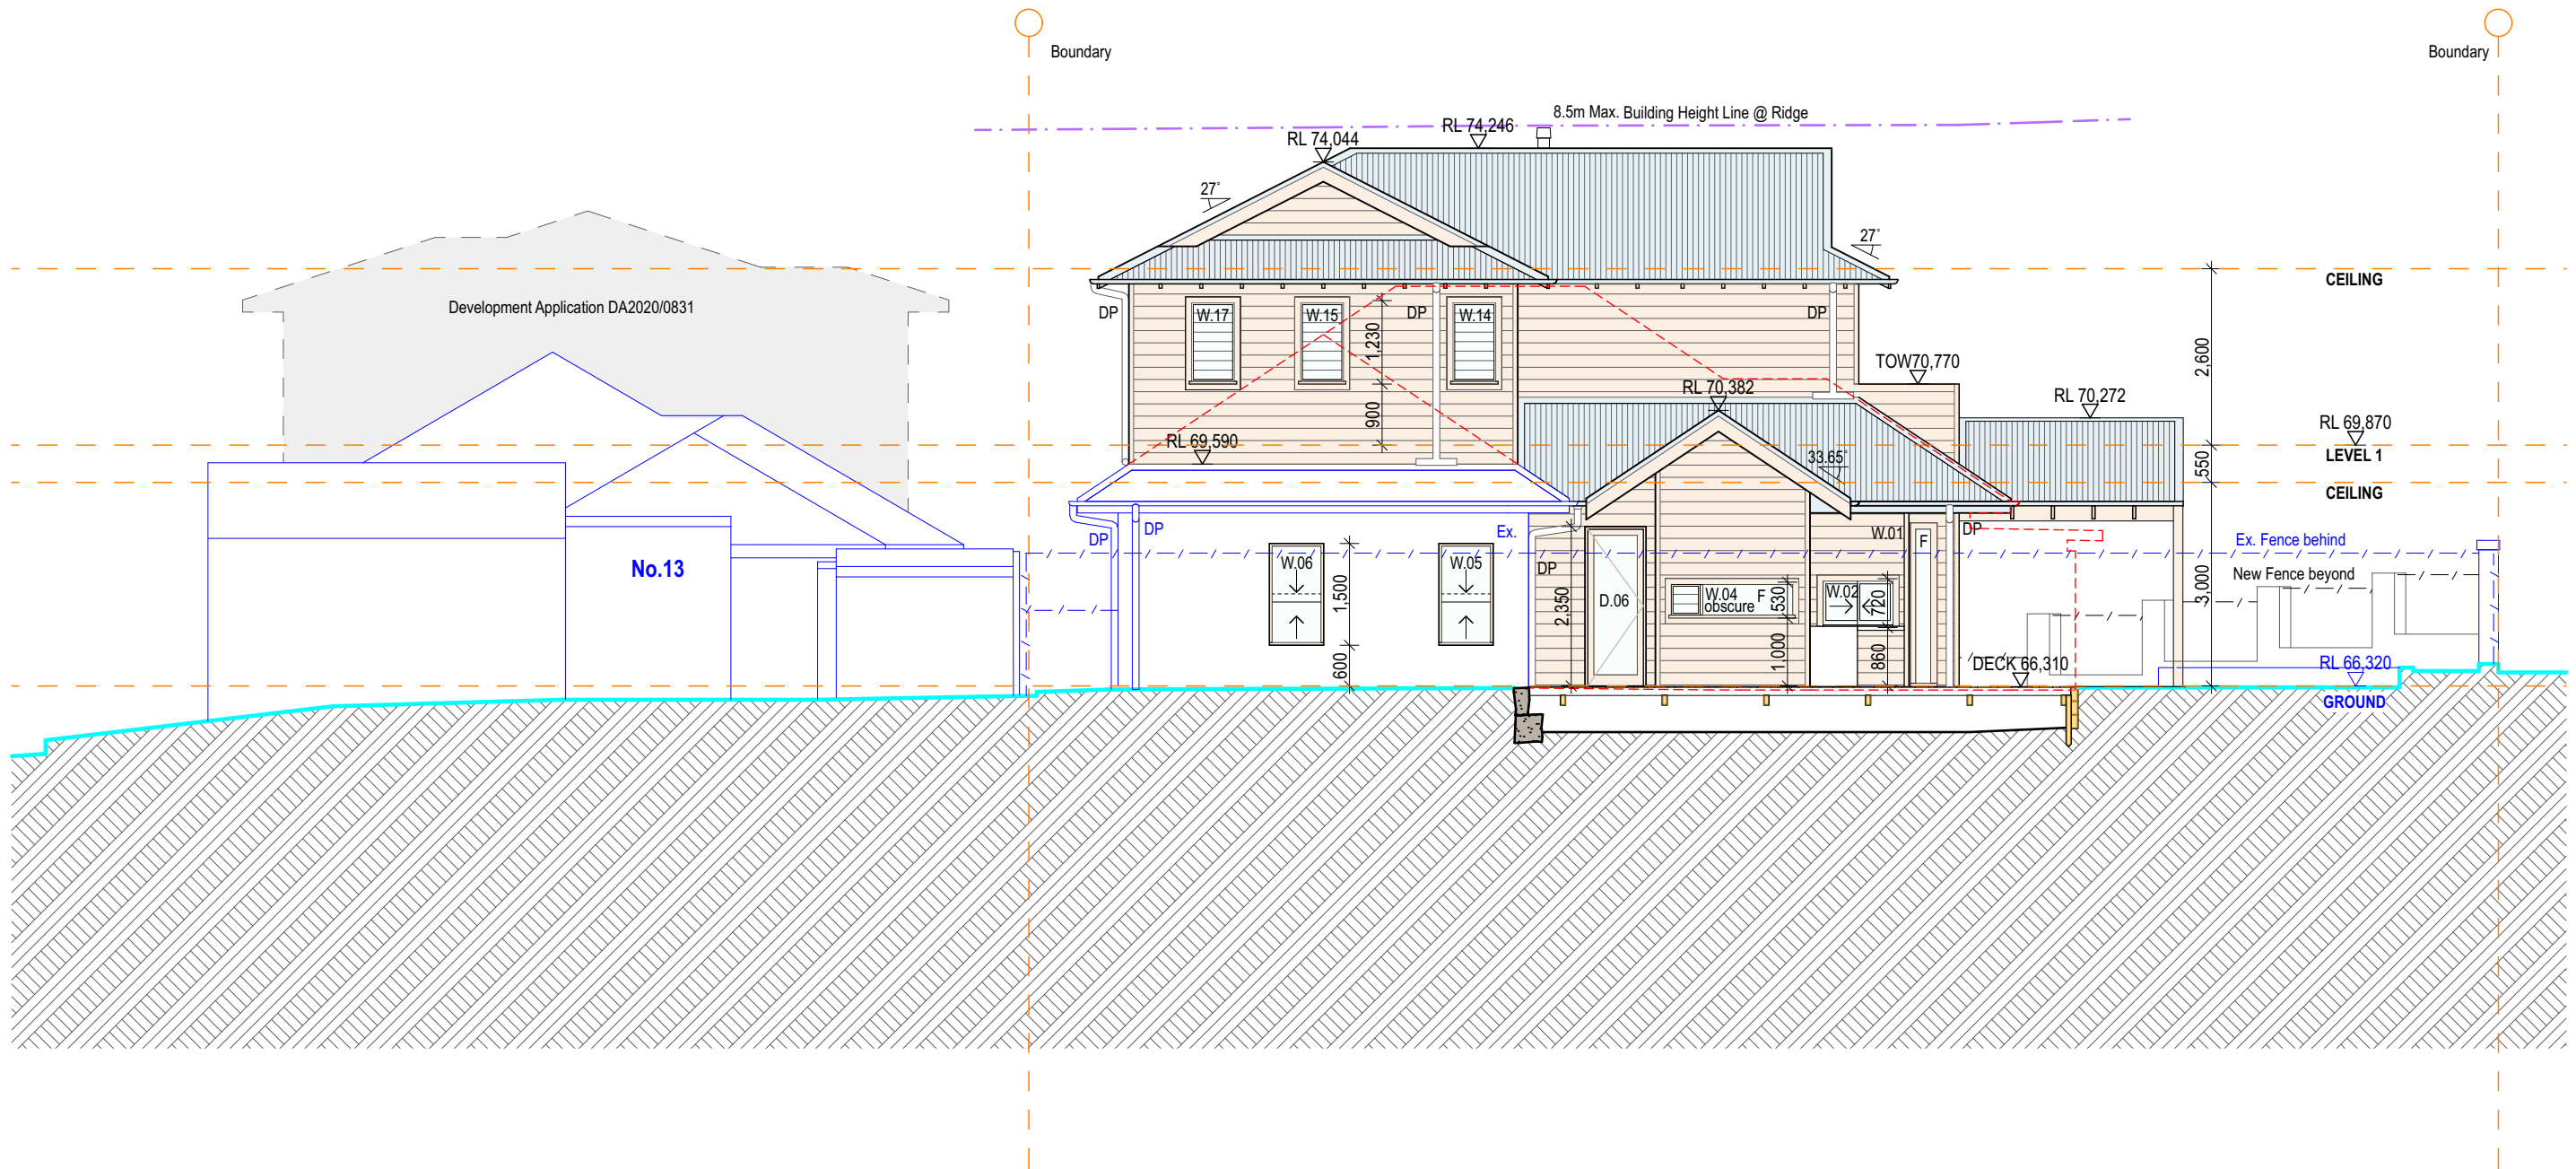 Boundary
Boundary
8.5m Max. Building Height Line @ Ridge
RL 74,246
RL 74,044
27°
27°
CEILING
Development Application DA2020/0831
DP
W.17
W.15
DP
W.14
DP
1,230
2,600
TOW70,770
RL 70,382
RL 70,272
900
RL 69,870
RL 69,590
LEVEL 1
33.65°
550
CEILING
DP
DP
Ex.
W.01
F
DP
Ex. Fence behind
No.13
W.06
W.05
DP
New Fence beyond
1,500
2,350
D.06
W.04
obscure
F
530
W.02
720
3,000
600
1,000
860
DECK 66,310
RL 66,320
GROUND